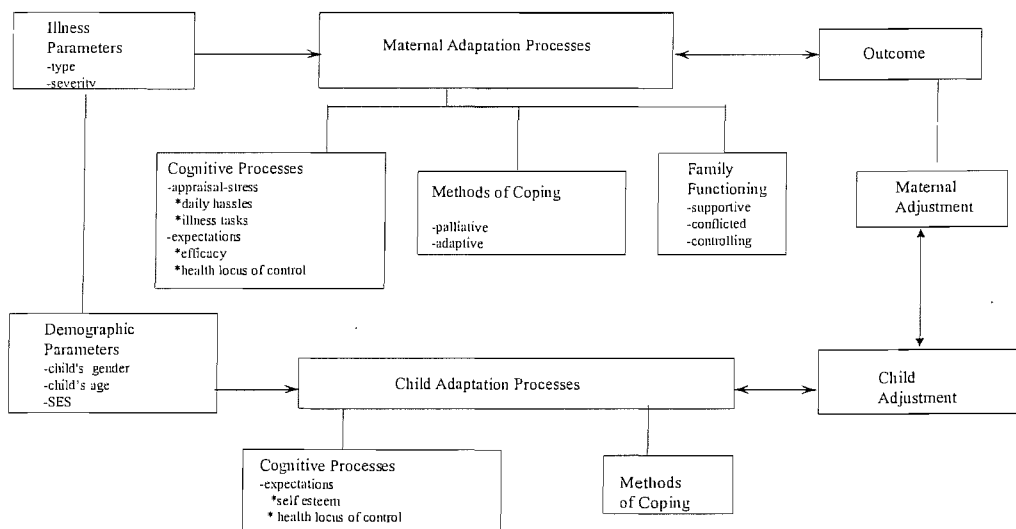 Illness
Parameters
-type
-severity
Maternal Adaptation Processes
Outcome
Cognitive Processes
-appraisal-stress
*daily hassles
*illness tasks
-expectations
*efficacy
*health locus of control
Methods of Coping
-palliative
-adaptive
Family
Functioning
-supportive
-conflicted
-controlling
Maternal
Adjustment
Demographic
Parameters
-child's gender
-child's age
-SES
Child Adaptation Processes
Child
Adjustment
Cognitive Processes
-expectations
*self esteem
* health locus of control
Methods
of Coping